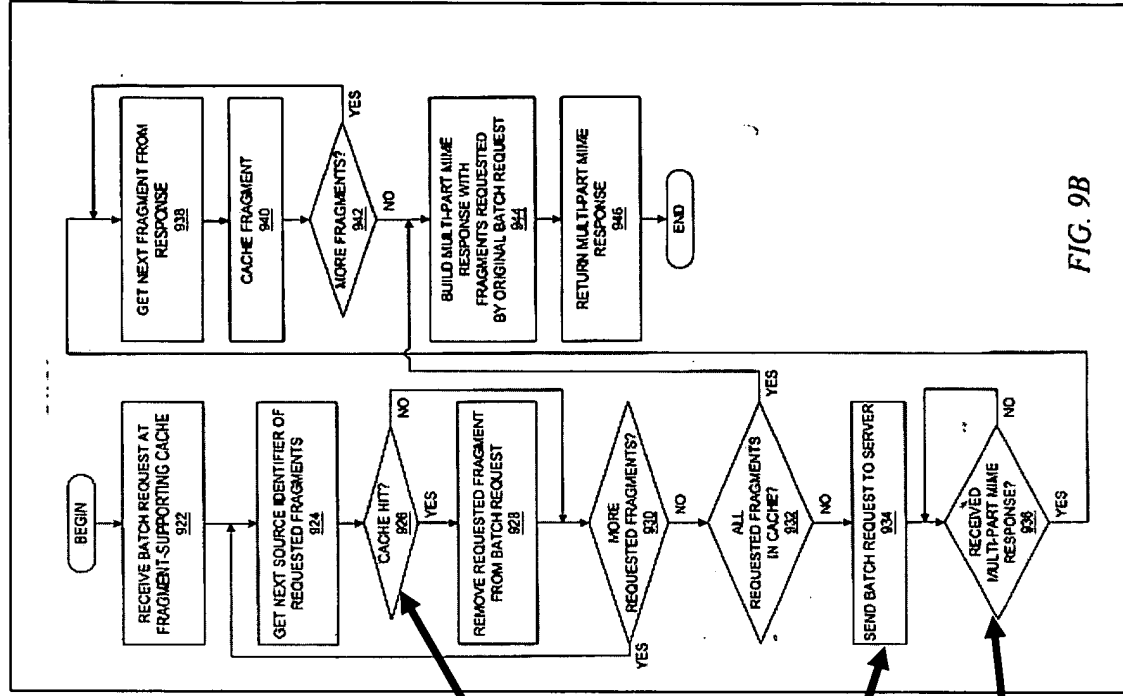 BEGIN
RECEIVE BATCH REQUEST AT
FRAGMENT-SUPPORTING CACHE
922
GET NEXT SOURCE IDENTIFIER OF
REQUESTED FRAGMENTS
924
CACHE HIT?
926
NO
YES
REMOVE REQUESTED FRAGMENT
FROM BATCH REQUEST
928
MORE
REQUESTED FRAGMENTS?
930
YES
NO
ALL
REQUESTED FRAGMENTS
IN CACHE?
932
YES
NO
SEND BATCH REQUEST TO SERVER
934
RECEIVED
MULTI-PART MIME
RESPONSE?
936
NO
YES
GET NEXT FRAGMENT FROM
RESPONSE
938
CACHE FRAGMENT
940
MORE FRAGMENTS?
942
YES
NO
BUILD MULTI-PART MIME
RESPONSE WITH
FRAGMENTS REQUESTED
BY ORIGINAL BATCH REQUEST
944
RETURN MULTI-PART MIME
RESPONSE
946
END
FIG. 9B